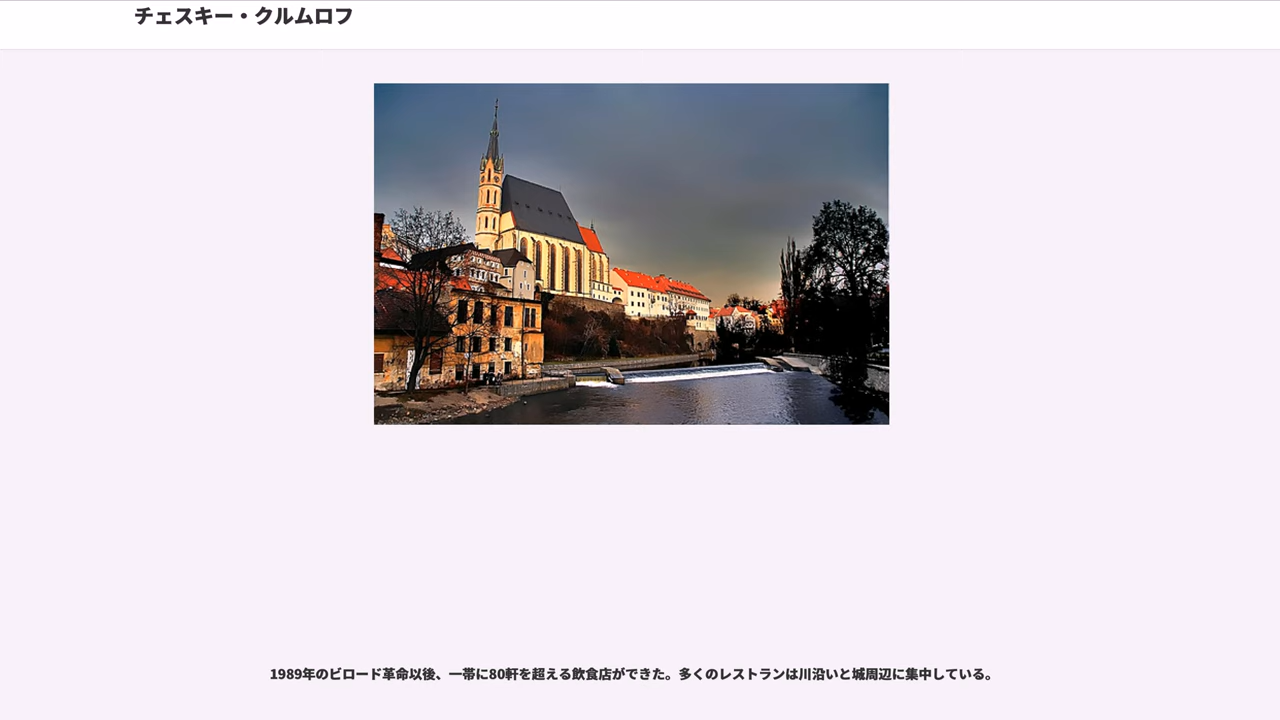 チェスキー・クルムロフ
1989年のビロード革命以後、一帯に80軒を超える飲食店ができた。多くのレストランは川沿いと城周辺に集中している。